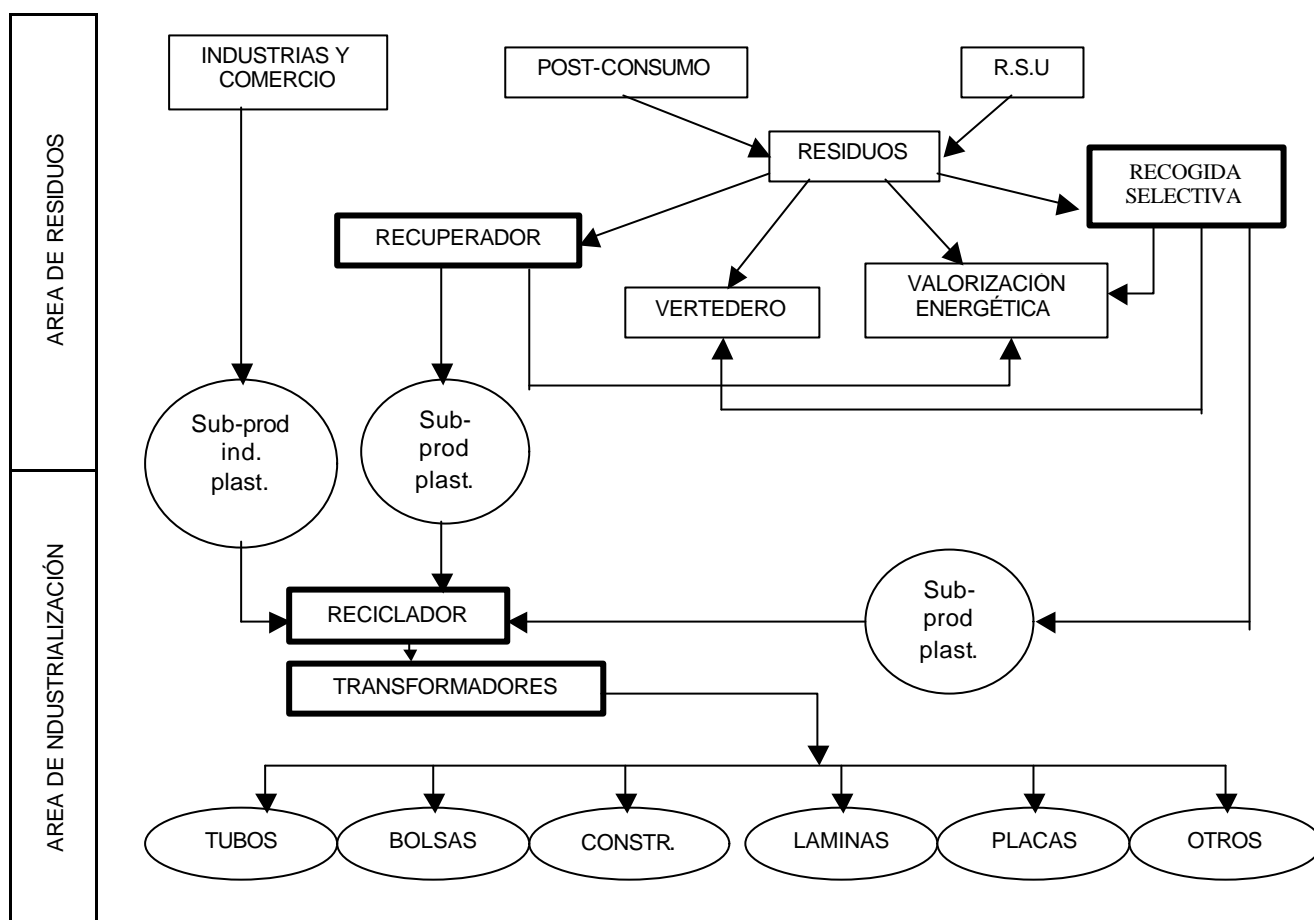 AREA DE RESIDUOS
INDUSTRIAS Y
COMERCIO
POST-CONSUMO
R.S.U
RESIDUOS
RECOGIDA
SELECTIVA
RECUPERADOR
VERTEDERO
VALORIZACIÓN
ENERGÉTICA
Sub-prod
ind.
plast.
Sub-
prod
plast.
AREA DE NDUSTRIALIZACIÓN
RECICLADOR
Sub-
prod
plast.
TRANSFORMADORES
TUBOS
BOLSAS
CONSTR.
LAMINAS
PLACAS
OTROS